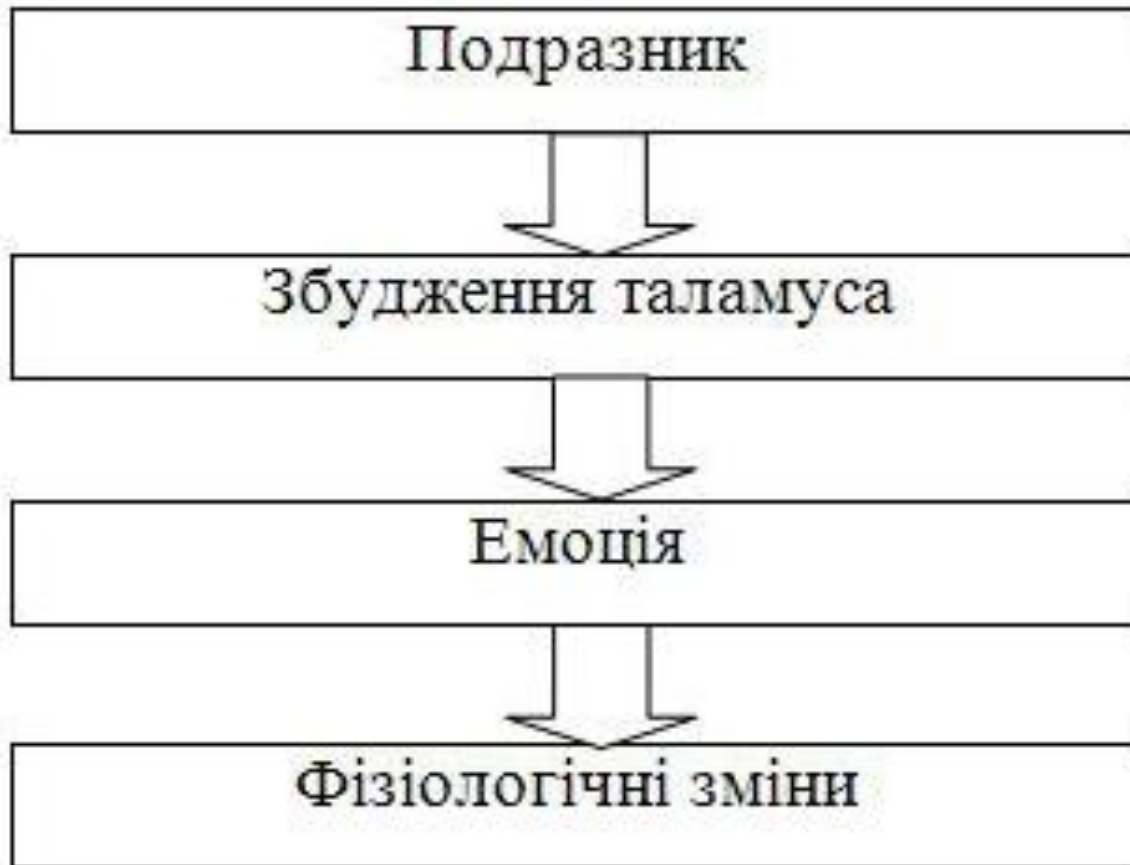 Подразник
Збудження таламуса
Емоція
Фізіологічні зміни